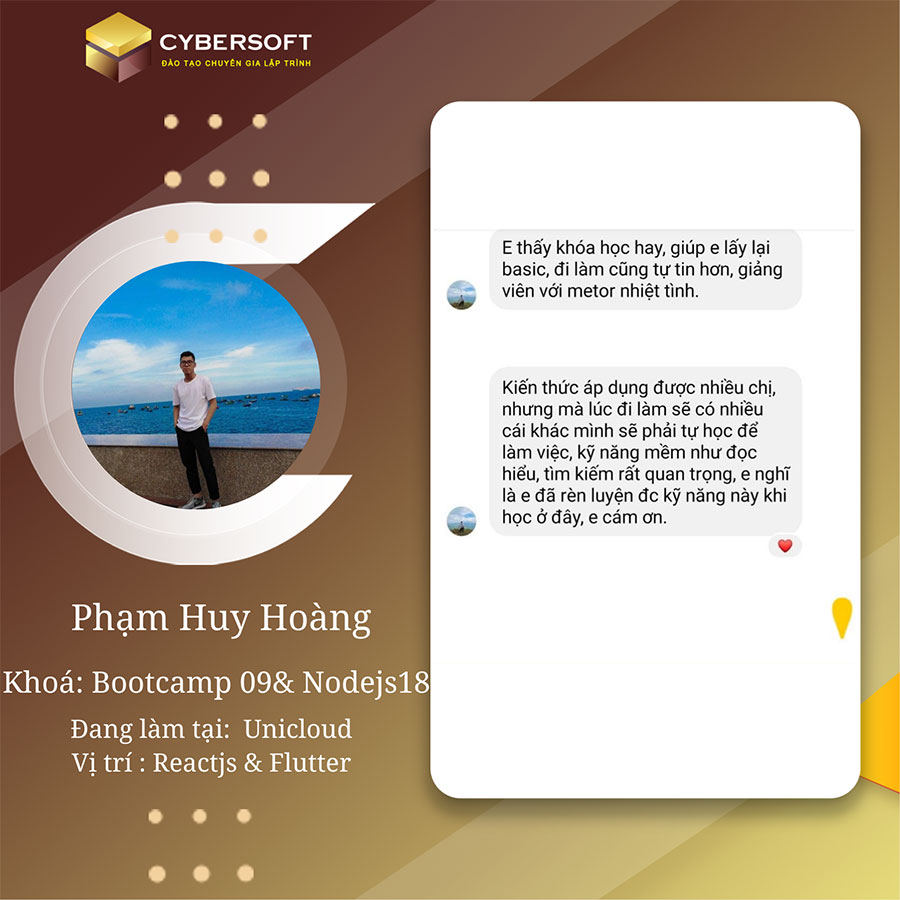 CYBERSOFT
ĐÀO TẠO CHUYÊN GIA LẬP TRÌNH
E thấy khóa học hay, giúp e lấy lại
basic, đi làm cũng tự tin hơn, giảng
viên với metor nhiệt tình.
Kiến thức áp dụng được nhiều chị,
nhưng mà lúc đi làm sẽ có nhiều
cái khác mình sẽ phải tự học để
làm việc, kỹ năng mềm như đọc
hiểu, tìm kiếm rất quan trọng, e nghĩ
là e đã rèn luyện đc kỹ năng này khi
học ở đây, e cám ơn.
Phạm Huy Hoàng
Khoá: Bootcamp 09& Nodejs18
Đang làm tại: Unicloud
Vị trí : Reactjs & Flutter